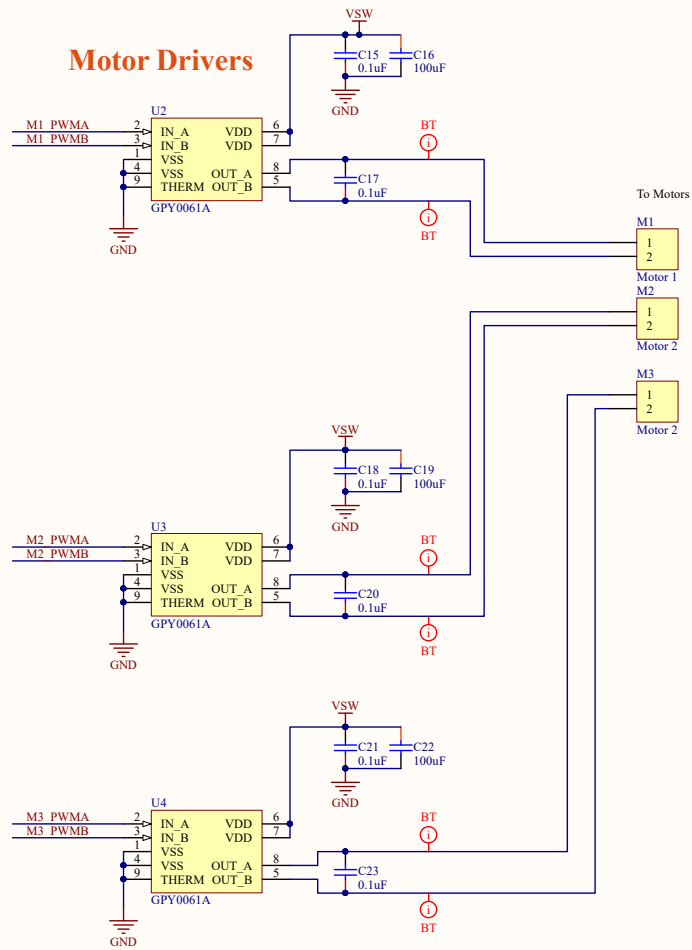 Motor Drivers
VSW
C15
0.1uF
C16
100uF
GND
U2
M1_PWMA
M1_PWMB
2 IN_A VDD 6
3 IN_B VDD 7
1 VSS
4 VSS OUT_A 8
9 THERM OUT_B 5
GPY0061A
GND
C17
0.1uF
BT
i
i
BT
To Motors
M1
1
2
Motor 1
M2
1
2
Motor 2
M3
1
2
Motor 2
VSW
C18
0.1uF
C19
100uF
GND
U3
M2_PWMA
M2_PWMB
2 IN_A VDD 6
3 IN_B VDD 7
1 VSS
4 VSS OUT_A 8
9 THERM OUT_B 5
GPY0061A
GND
C20
0.1uF
BT
i
i
BT
VSW
C21
0.1uF
C22
100uF
GND
U4
M3_PWMA
M3_PWMB
2 IN_A VDD 6
3 IN_B VDD 7
1 VSS
4 VSS OUT_A 8
9 THERM OUT_B 5
GPY0061A
GND
C23
0.1uF
BT
i
i
BT